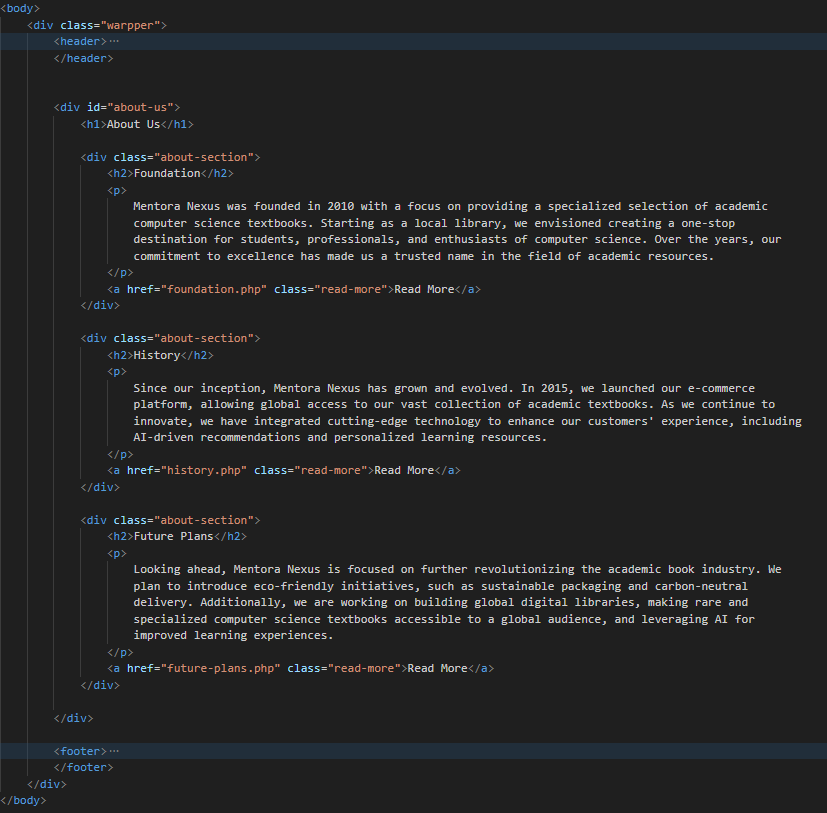 <body>
<div class="warpper">
<header>···
</header>
<div id="about-us">
<h1>About Us</h1>
<div class="about-section">
<h2>Foundation</h2>
<p>
Mentora Nexus was founded in 2010 with a focus on providing a specialized selection of academic
computer science textbooks. Starting as a local library, we envisioned creating a one-stop
destination for students, professionals, and enthusiasts of computer science. Over the years, our
commitment to excellence has made us a trusted name in the field of academic resources.
</p>
<a href="foundation.php" class="read-more">Read More</a>
</div>
<div class="about-section">
<h2>History</h2>
<p>
Since our inception, Mentora Nexus has grown and evolved. In 2015, we launched our e-commerce
platform, allowing global access to our vast collection of academic textbooks. As we continue to
innovate, we have integrated cutting-edge technology to enhance our customers' experience, including
AI-driven recommendations and personalized learning resources.
</p>
<a href="history.php" class="read-more">Read More</a>
</div>
<div class="about-section">
<h2>Future Plans</h2>
<p>
Looking ahead, Mentora Nexus is focused on further revolutionizing the academic book industry. We
plan to introduce eco-friendly initiatives, such as sustainable packaging and carbon-neutral
delivery. Additionally, we are working on building global digital libraries, making rare and
specialized computer science textbooks accessible to a global audience, and leveraging AI for
improved learning experiences.
</p>
<a href="future-plans.php" class="read-more">Read More</a>
</div>
</div>
<footer>···
</footer>
</div>
</body>